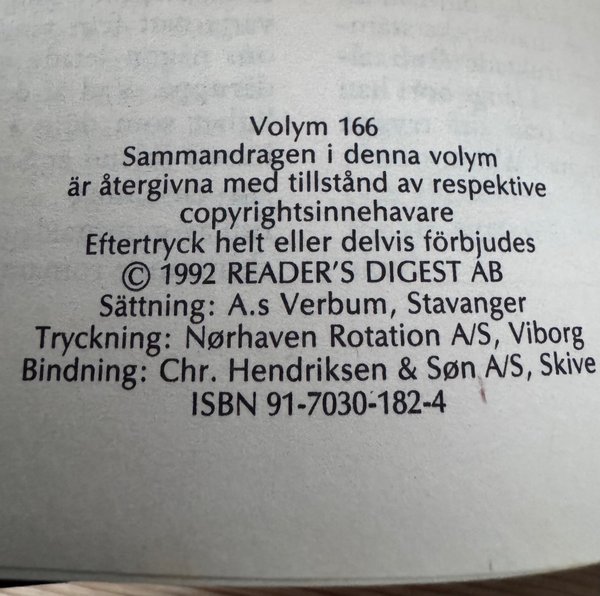 Volym 166
Sammandragen i denna volym
är återgivna med tillstånd av respektive
copyrightsinnehavare
Eftertryck helt eller delvis förbjudes
© 1992 READER'S DIGEST AB
Sättning: A.s Verbum, Stavanger
Tryckning: Nørhaven Rotation A/S, Viborg
Bindning: Chr. Hendriksen & Søn A/S, Skive
ISBN 91-7030-182-4